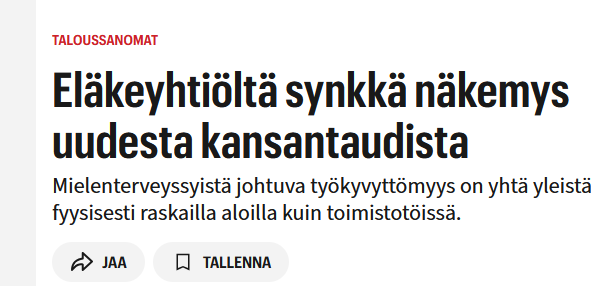 TALOUSSANOMAT
Eläkeyhtiöltä synkkä näkemys
uudesta kansantaudista
Mielenterveyssyistä johtuva työkyvyttömyys on yhtä yleistä
fyysisesti raskailla aloilla kuin toimistotöissä.
JAA TALLENNA